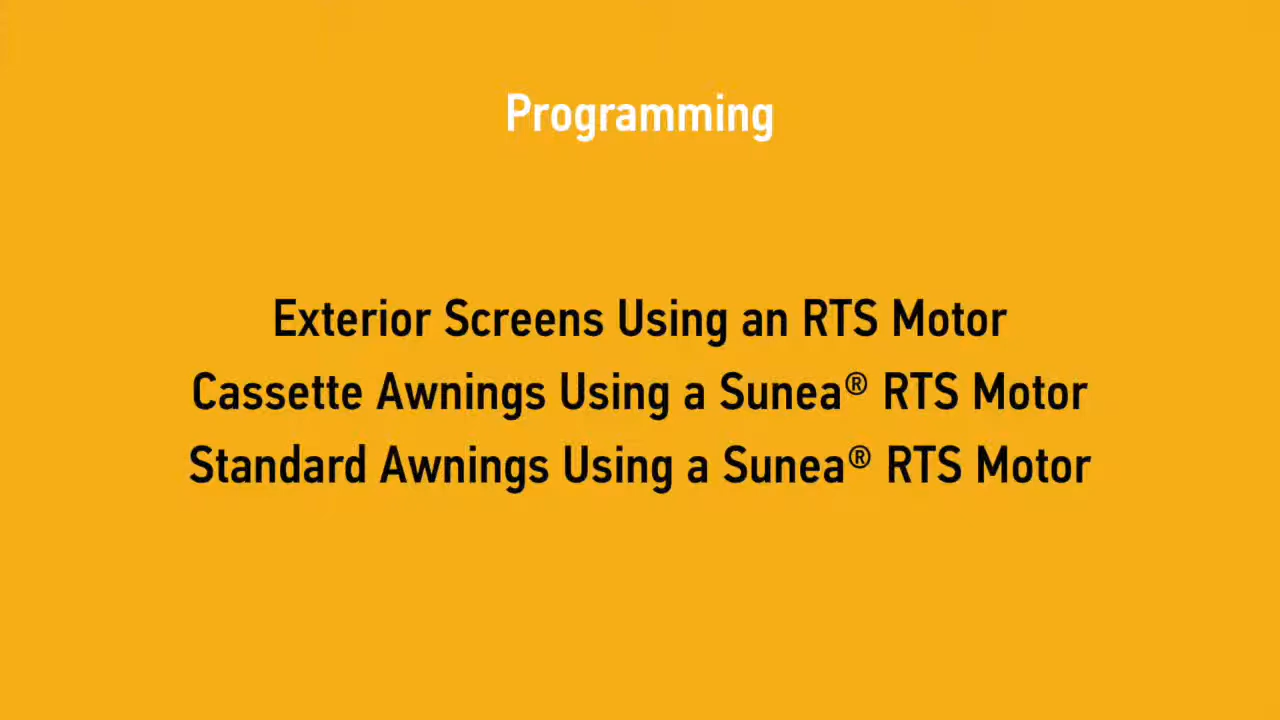 Programming
Exterior Screens Using an RTS Motor
Cassette Awnings Using a Sunea® RTS Motor
Standard Awnings Using a Sunea® RTS Motor